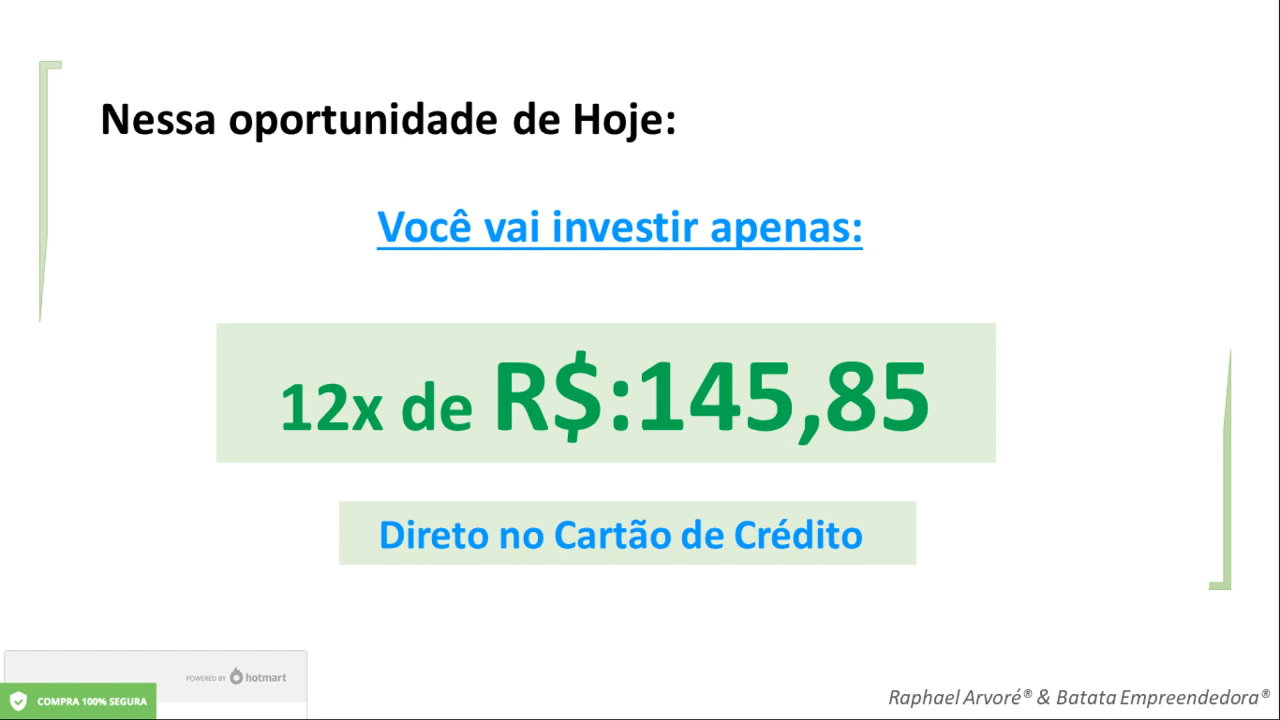 Nessa oportunidade de Hoje:
Você vai investir apenas:
12x de R$:145,85
Direto no Cartão de Crédito
POWERED BY hotmart
COMPRA 100% SEGURA
Raphael Arvoré® & Batata Empreendedora®